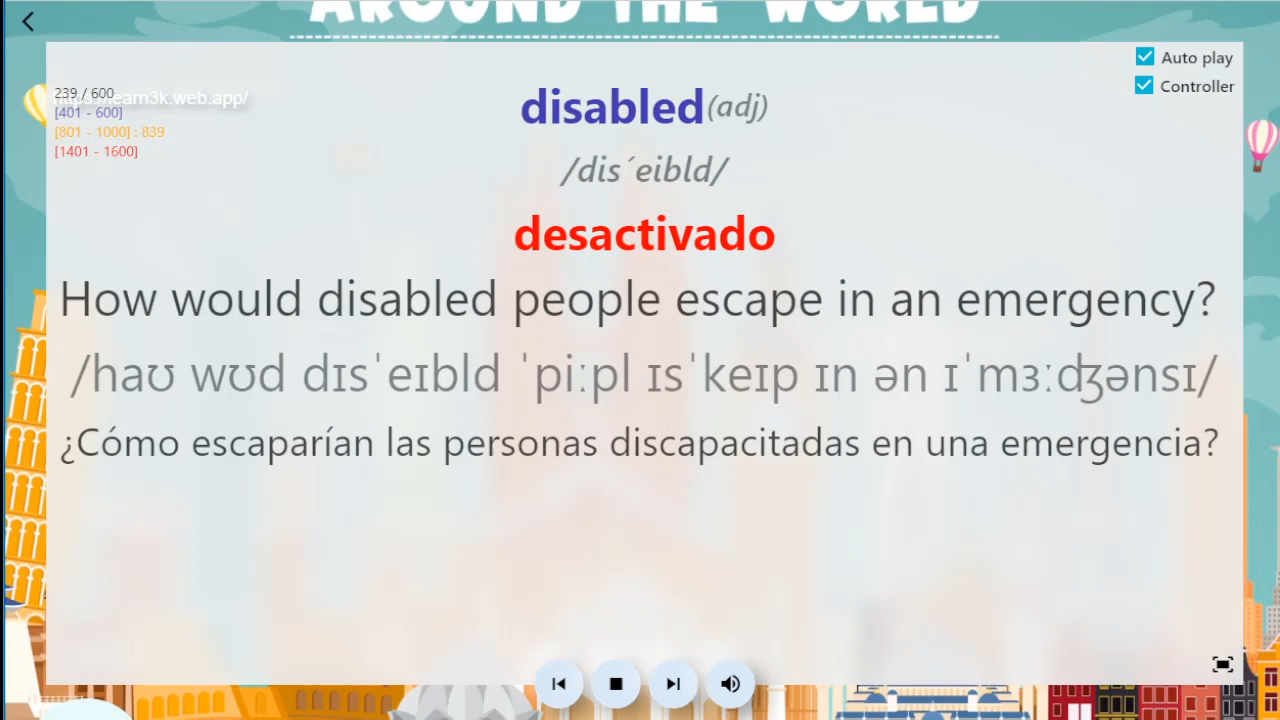 AROUND THE WORLD
Auto play
Controller
239 / 600
https://learn3k.web.app/
[401 - 600]
[801 - 1000] : 839
[1401 - 1600]
disabled(adj)
/dis´eibld/
desactivado
How would disabled people escape in an emergency?
/haʊ wʊd dɪsˈeɪbld ˈpiːpl ɪsˈkeɪp ɪn ən ɪˈmɜːʤənsɪ/
¿Cómo escaparían las personas discapacitadas en una emergencia?